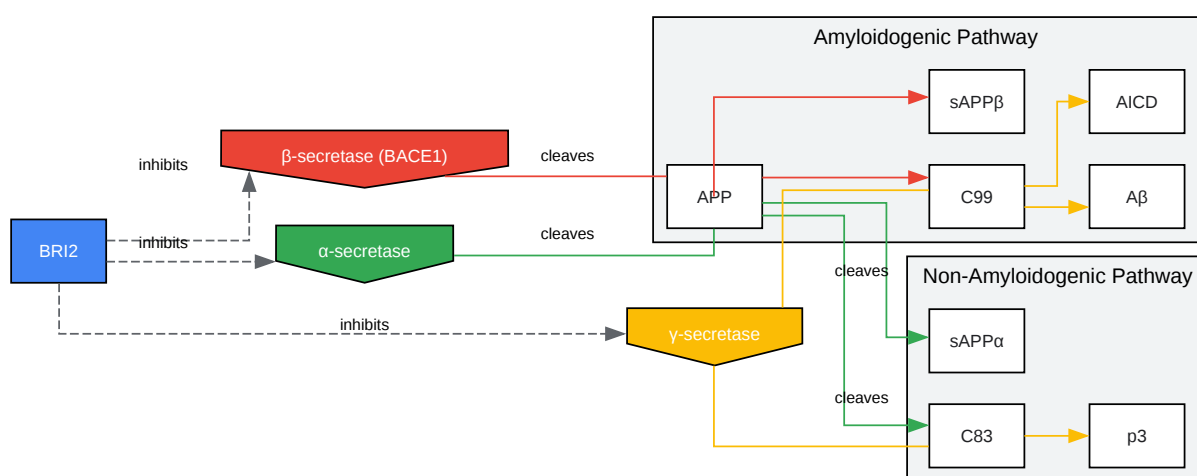 Amyloidogenic Pathway
sAPPβ
AICD
β-secretase (BACE1)
cleaves
inhibits
APP
C99
Aβ
BRI2
inhibits
α-secretase
cleaves
cleaves
Non-Amyloidogenic Pathway
inhibits
γ-secretase
sAPPα
cleaves
C83
p3